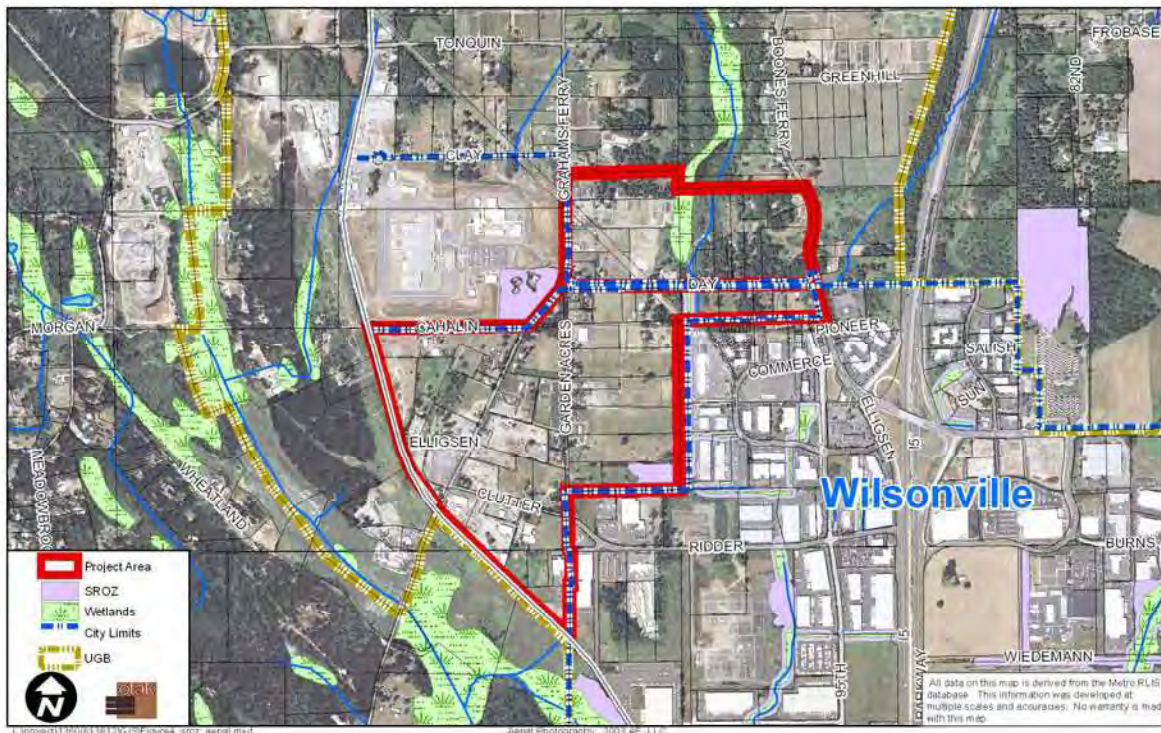 FROBASE
TONQUIN
BOONES FERRY
GREENHILL
82ND
CLAY
GRAHAMS FERRY
DAY
MORGAN
CAHALIN
PIONEER
COMMERCE
SALISH
SUN
GARDEN ACRES
ELLIGSEN
ELLIGSEN
I5
WHEATLAND
CLUTTER
Wilsonville
RIDDER
BURNS
Project Area
SROZ
Wetlands
City Limits
UGB
N
otak
95TH
I5
PARKWAY
WIEDEMANN
All data on this map is derived from the Metro RLIS
database. This information was developed at
multiple scales and accuracies. No warranty is made
with this map.